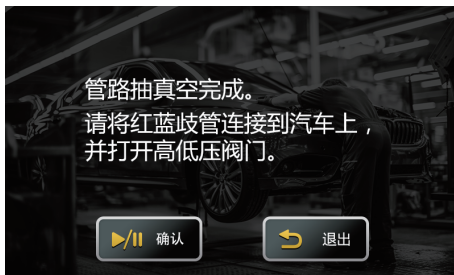 管路抽真空完成。
请将红蓝歧管连接到汽车上，
并打开高低压阀门。
确认
退出